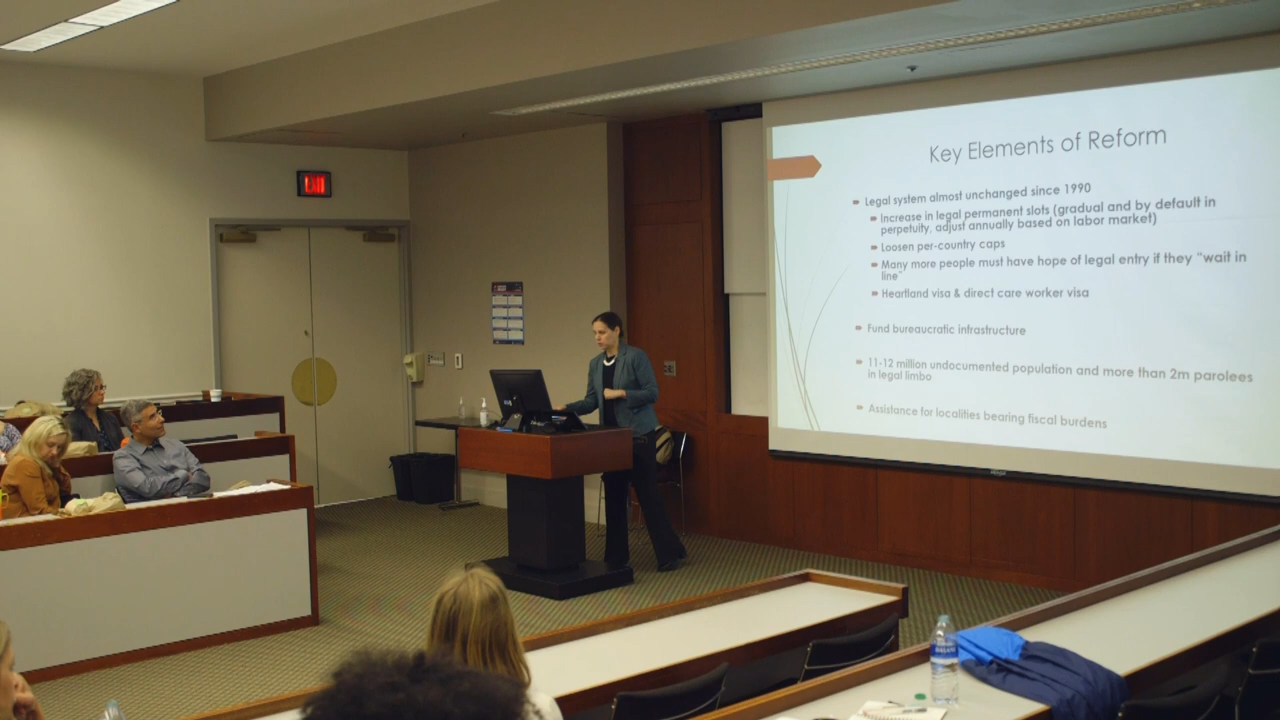 EXIT
Key Elements of Reform
Legal system almost unchanged since 1990
Increase in legal permanent slots (gradual and by default in
perpetuity, adjust annually based on labor market)
Loosen per-country caps
Many more people must have hope of legal entry if they "wait in
line"
Heartland visa & direct care worker visa
Fund bureaucratic infrastructure
11-12 million undocumented population and more than 2m parolees
in legal limbo
Assistance for localities bearing fiscal burdens